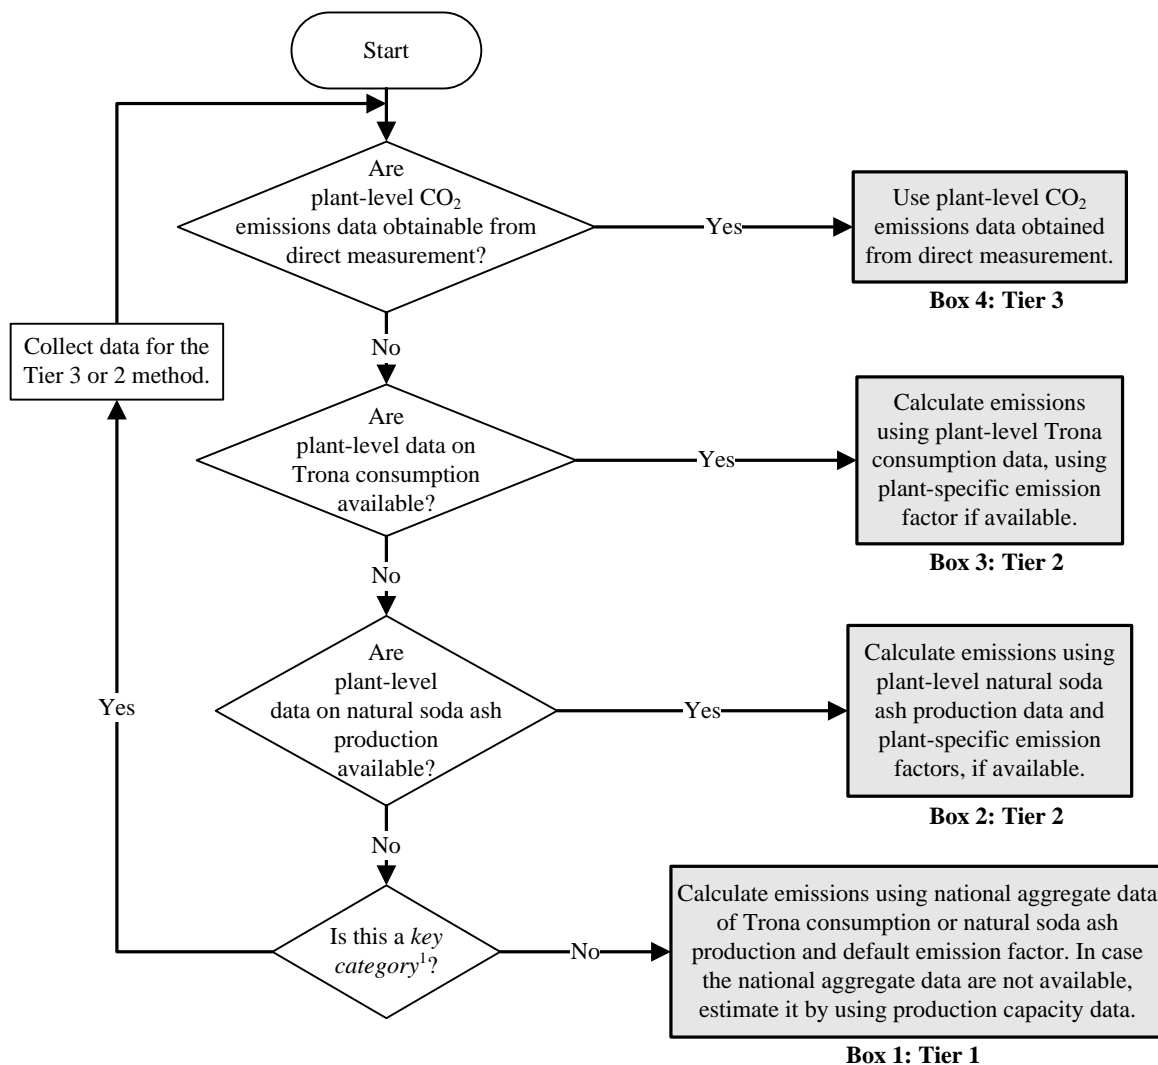 Start
Are
plant-level CO₂
emissions data obtainable from
direct measurement?
Yes
Use plant-level CO₂
emissions data obtained
from direct measurement.
Box 4: Tier 3
Collect data for the
Tier 3 or 2 method.
No
Are
plant-level data on
Trona consumption
available?
Yes
Calculate emissions
using plant-level Trona
consumption data, using
plant-specific emission
factor if available.
Box 3: Tier 2
No
Are
plant-level
data on natural soda ash
production
available?
Yes
Calculate emissions using
plant-level natural soda
ash production data and
plant-specific emission
factors, if available.
Box 2: Tier 2
Yes
No
Is this a key
category¹?
No
Calculate emissions using national aggregate data
of Trona consumption or natural soda ash
production and default emission factor. In case
the national aggregate data are not available,
estimate it by using production capacity data.
Box 1: Tier 1